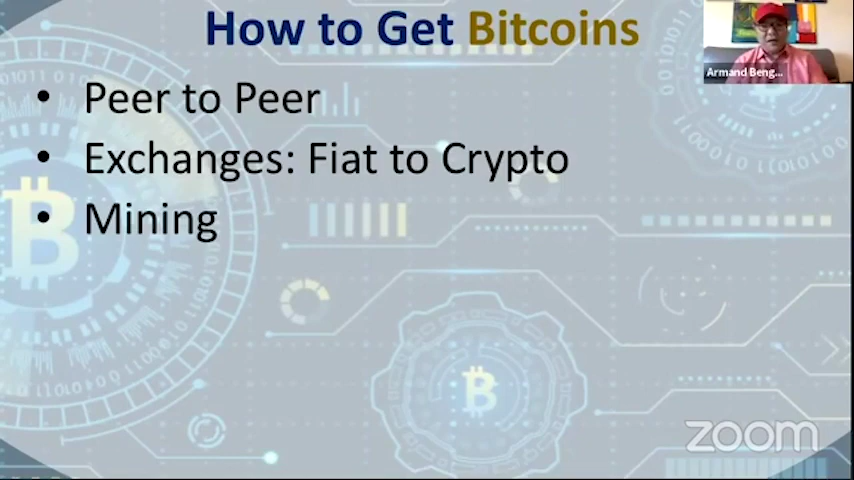 How to Get Bitcoins
Armand Beng...
• Peer to Peer
• Exchanges: Fiat to Crypto
• Mining
zoom